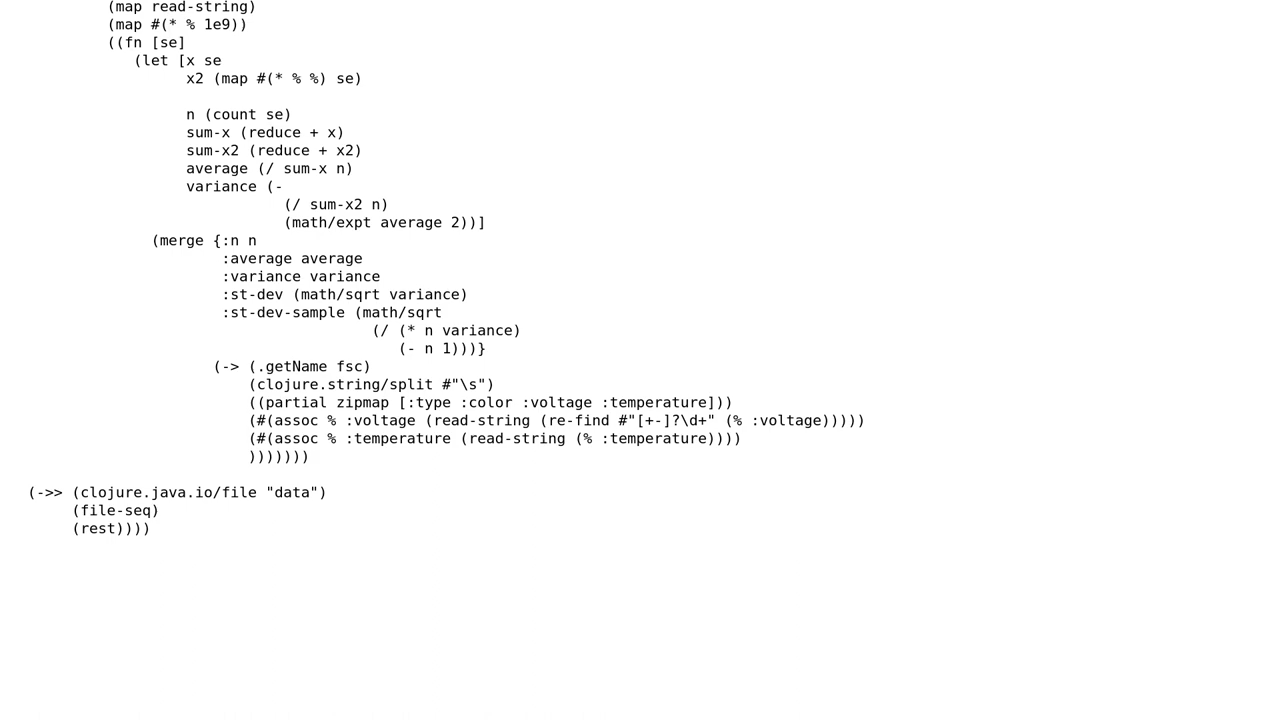 (map read-string)
(map #(* % 1e9))
((fn [se]
(let [x se
x2 (map #(* % %) se)
n (count se)
sum-x (reduce + x)
sum-x2 (reduce + x2)
average (/ sum-x n)
variance (-
(/ sum-x2 n)
(math/expt average 2))]
(merge {:n n
:average average
:variance variance
:st-dev (math/sqrt variance)
:st-dev-sample (math/sqrt
(/ (* n variance)
(- n 1)))}
(-> (.getName fsc)
(clojure.string/split #"\s")
((partial zipmap [:type :color :voltage :temperature]))
(#(assoc % :voltage (read-string (re-find #"[+-]?\d+" (% :voltage)))))
(#(assoc % :temperature (read-string (% :temperature))))
)))))))
(->> (clojure.java.io/file "data")
(file-seq)
(rest))))